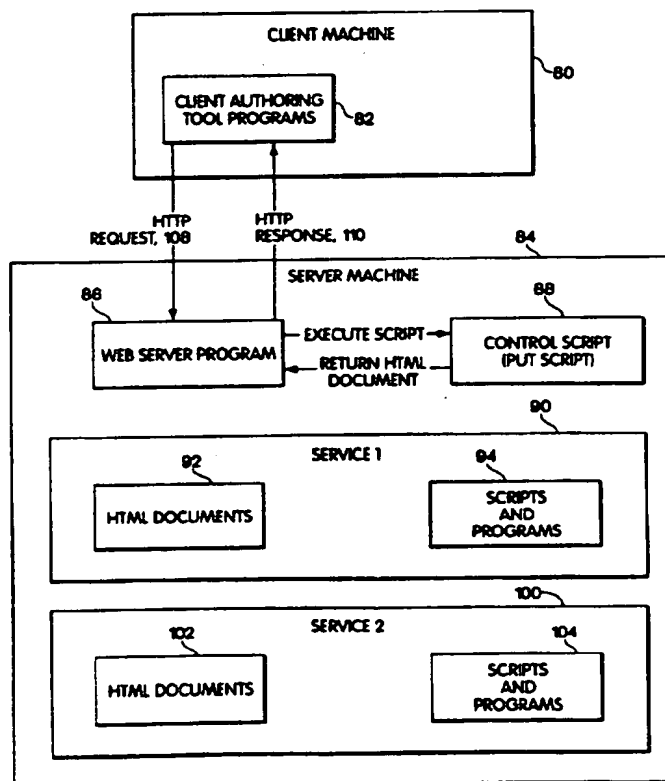 CLIENT MACHINE
80
CLIENT AUTHORING
TOOL PROGRAMS
82
HTTP
REQUEST, 108
HTTP
RESPONSE, 110
84
SERVER MACHINE
86
WEB SERVER PROGRAM
EXECUTE SCRIPT
RETURN HTML
DOCUMENT
88
CONTROL SCRIPT
(PUT SCRIPT)
90
SERVICE 1
92
HTML DOCUMENTS
94
SCRIPTS
AND
PROGRAMS
100
SERVICE 2
102
HTML DOCUMENTS
104
SCRIPTS
AND
PROGRAMS